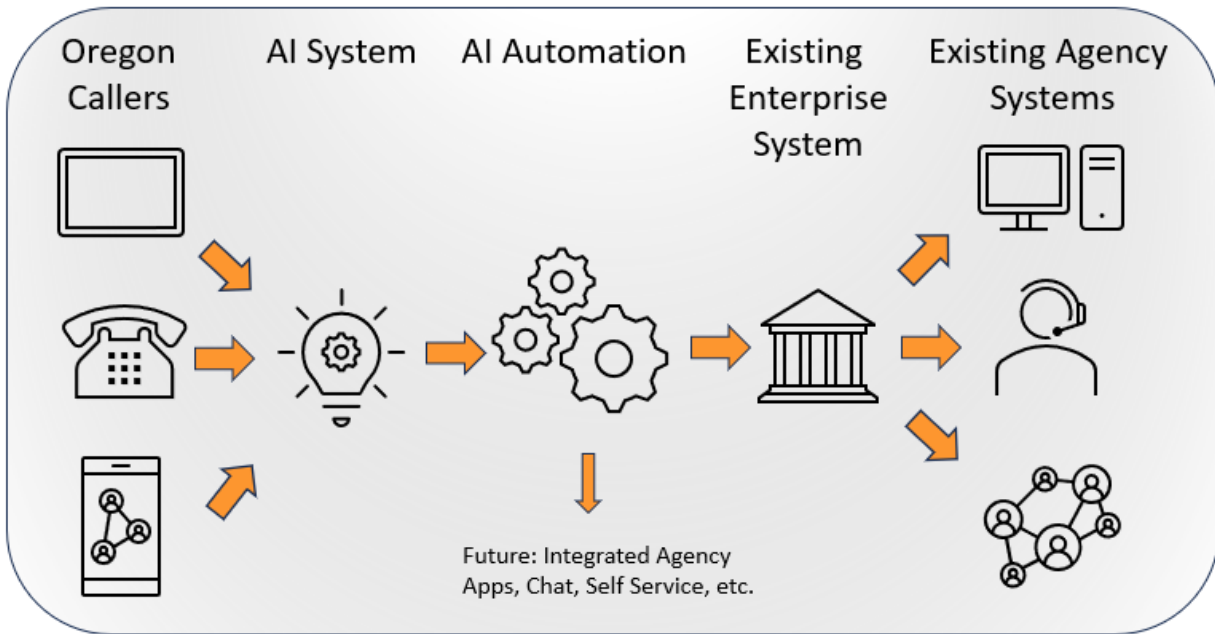 Oregon
Callers
AI System
AI Automation
Existing
Enterprise
System
Existing Agency
Systems
Future: Integrated Agency
Apps, Chat, Self Service, etc.